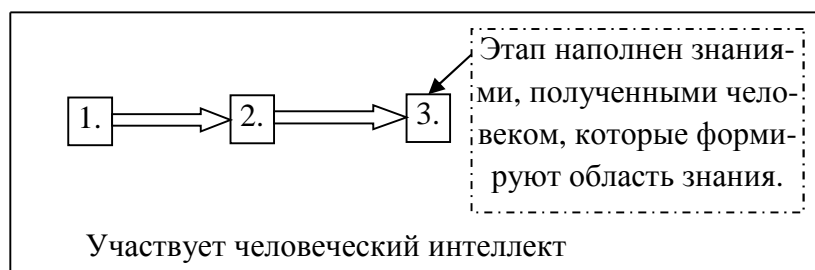 Этап наполнен знания-
ми, полученными чело-
веком, которые форми-
руют область знания.
1.
2.
3.
Участвует человеческий интеллект